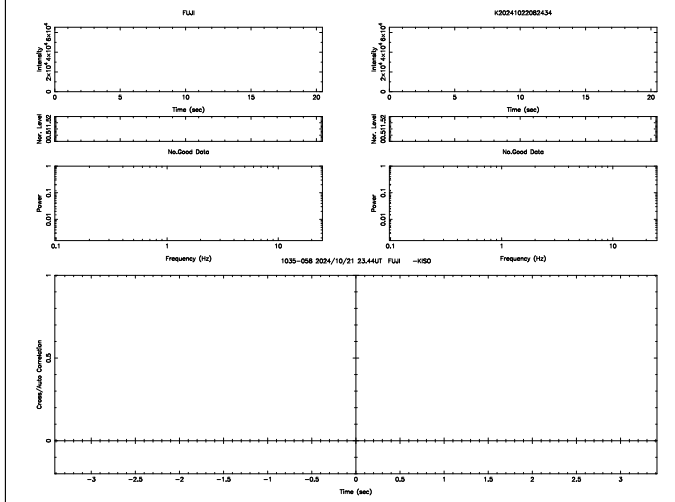 FUJI
K20241022082434
Intensity
0 2×10⁴ 4×10⁴ 6×10⁴
0 5 10 15 20
Time (sec)
Intensity
0 2×10⁴ 4×10⁴ 6×10⁴
0 5 10 15 20
Time (sec)
Nor. Level
00.511.52
Nor. Level
00.511.52
No.Good Data
No.Good Data
Power
0.01 0.1 1
0.1 1 10
Frequency (Hz)
Power
0.01 0.1 1
0.1 1 10
Frequency (Hz)
1035-058 2024/10/21 23.44UT FUJI -KISO
Cross/Auto Correlation
0 0.5 1
-3 -2.5 -2 -1.5 -1 -0.5 0 0.5 1 1.5 2 2.5 3
Time (sec)